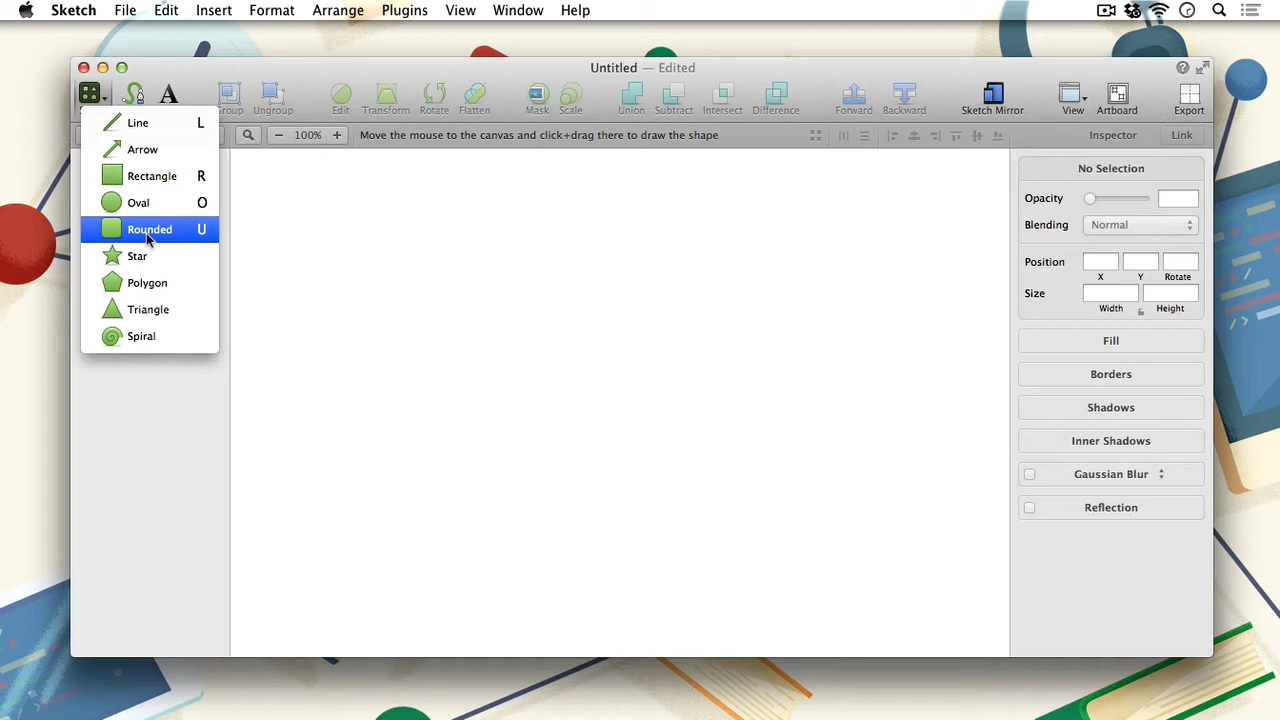 Sketch File Edit Insert Format Arrange Plugins View Window Help
Untitled — Edited
A
Group Ungroup Edit Transform Rotate Flatten Mask Scale Union Subtract Intersect Difference Forward Backward Sketch Mirror View Artboard Export
100% Move the mouse to the canvas and click+drag there to draw the shape Inspector Link
Line L
Arrow
Rectangle R
Oval O
Rounded U
Star
Polygon
Triangle
Spiral
No Selection
Opacity
Blending Normal
Position
X Y Rotate
Size
Width Height
Fill
Borders
Shadows
Inner Shadows
Gaussian Blur
Reflection